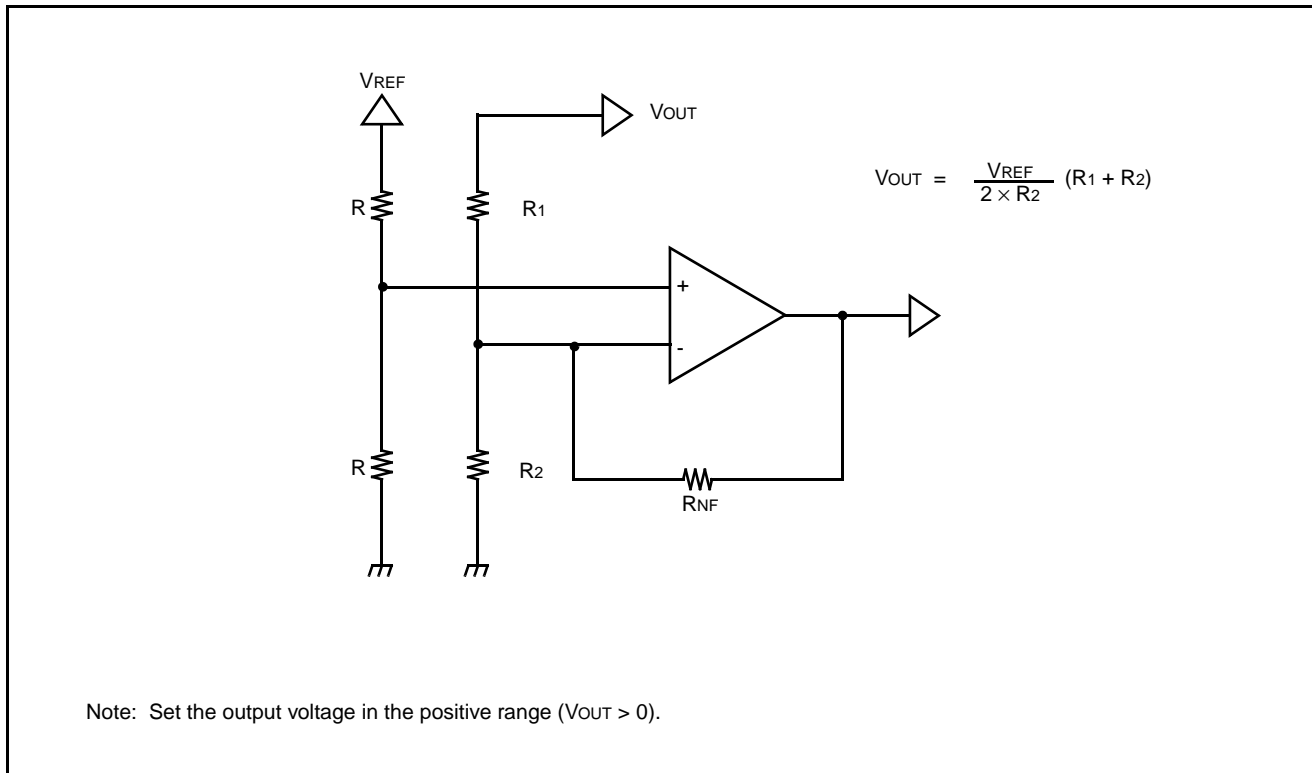 VREF
VOUT
VOUT = VREF / 2 × R2 (R1 + R2)
R
R1
+
-
R
R2
RNF
Note: Set the output voltage in the positive range (VOUT > 0).